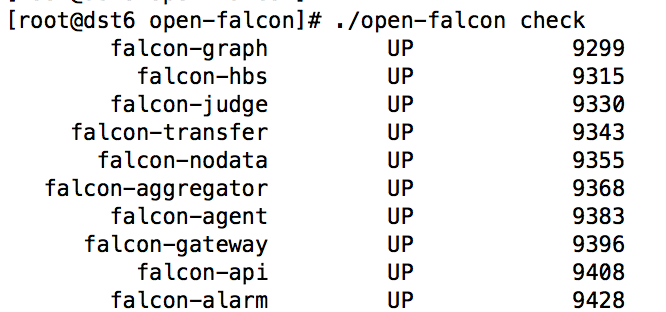 [root@dst6 open-falcon]# ./open-falcon check
falcon-graph UP 9299
falcon-hbs UP 9315
falcon-judge UP 9330
falcon-transfer UP 9343
falcon-nodata UP 9355
falcon-aggregator UP 9368
falcon-agent UP 9383
falcon-gateway UP 9396
falcon-api UP 9408
falcon-alarm UP 9428